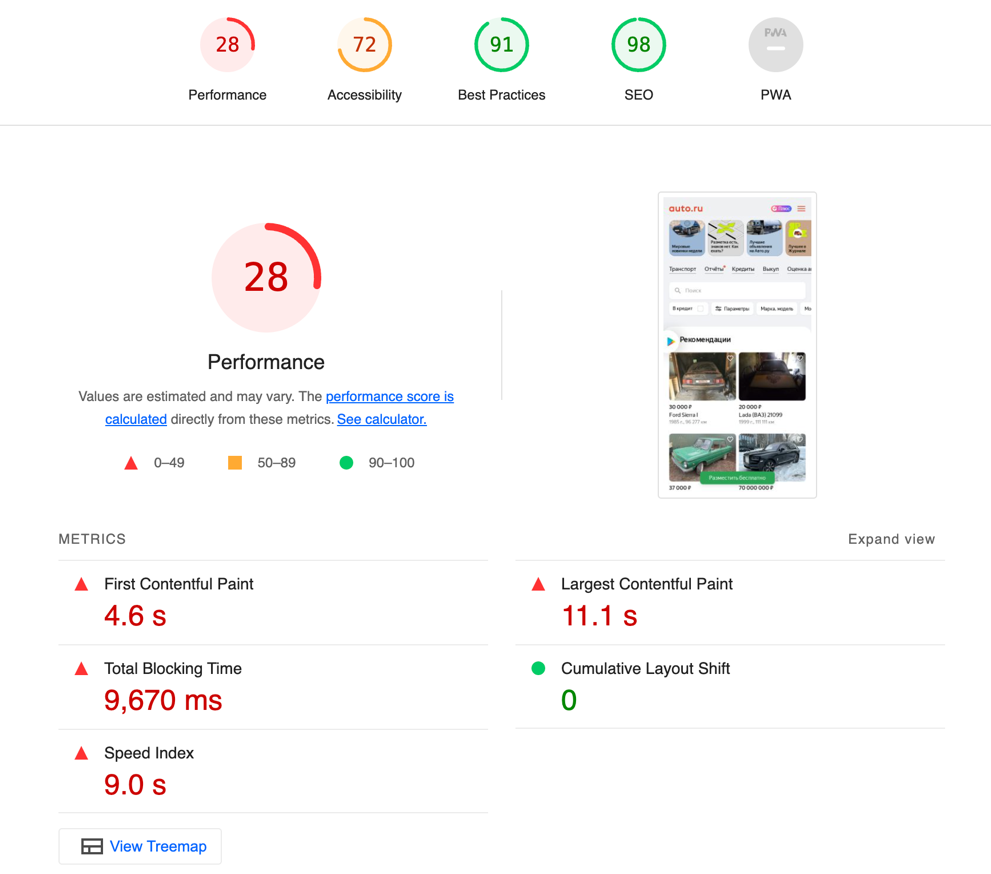 28
72
91
98
PWA
Performance
Accessibility
Best Practices
SEO
PWA
28
Performance
Values are estimated and may vary. The performance score is
calculated directly from these metrics. See calculator.
0–49
50–89
90–100
auto.ru
Транспорт Отчёты Кредиты Выкуп Оценка а
Поиск
В кредит Параметры Марка, модель
Рекомендации
30 000 ₽ 20 000 ₽
Ford Sierra I Lada (ВАЗ) 21099
Разместить бесплатно
37 000 ₽ 70 000 000 ₽
METRICS
Expand view
First Contentful Paint
4.6 s
Largest Contentful Paint
11.1 s
Total Blocking Time
9,670 ms
Cumulative Layout Shift
0
Speed Index
9.0 s
View Treemap